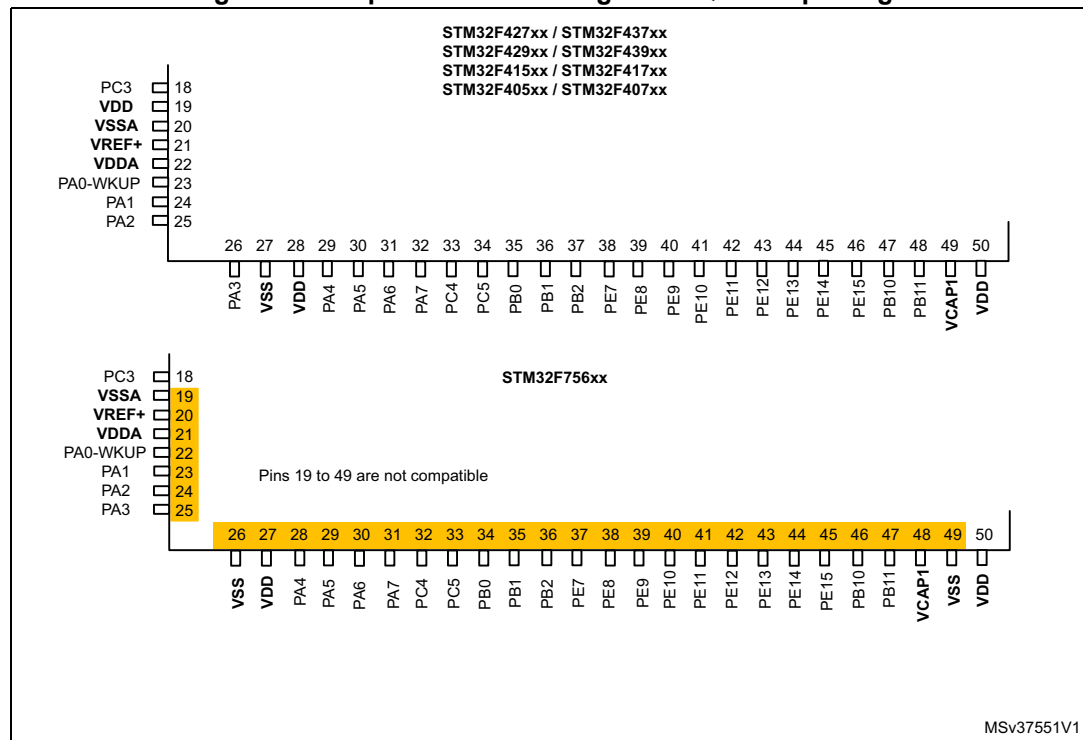 STM32F427xx / STM32F437xx
STM32F429xx / STM32F439xx
STM32F415xx / STM32F417xx
STM32F405xx / STM32F407xx
PC3 18
VDD 19
VSSA 20
VREF+ 21
VDDA 22
PA0-WKUP 23
PA1 24
PA2 25
26 27 28 29 30 31 32 33 34 35 36 37 38 39 40 41 42 43 44 45 46 47 48 49 50
PA3 VSS VDD PA4 PA5 PA6 PA7 PC4 PC5 PB0 PB1 PB2 PE7 PE8 PE9 PE10 PE11 PE12 PE13 PE14 PE15 PB10 PB11 VCAP1 VDD
STM32F756xx
PC3 18
VSSA 19
VREF+ 20
VDDA 21
PA0-WKUP 22
PA1 23
PA2 24
PA3 25
Pins 19 to 49 are not compatible
26 27 28 29 30 31 32 33 34 35 36 37 38 39 40 41 42 43 44 45 46 47 48 49 50
VSS VDD PA4 PA5 PA6 PA7 PC4 PC5 PB0 PB1 PB2 PE7 PE8 PE9 PE10 PE11 PE12 PE13 PE14 PE15 PB10 PB11 VCAP1 VSS VDD
MSv37551V1